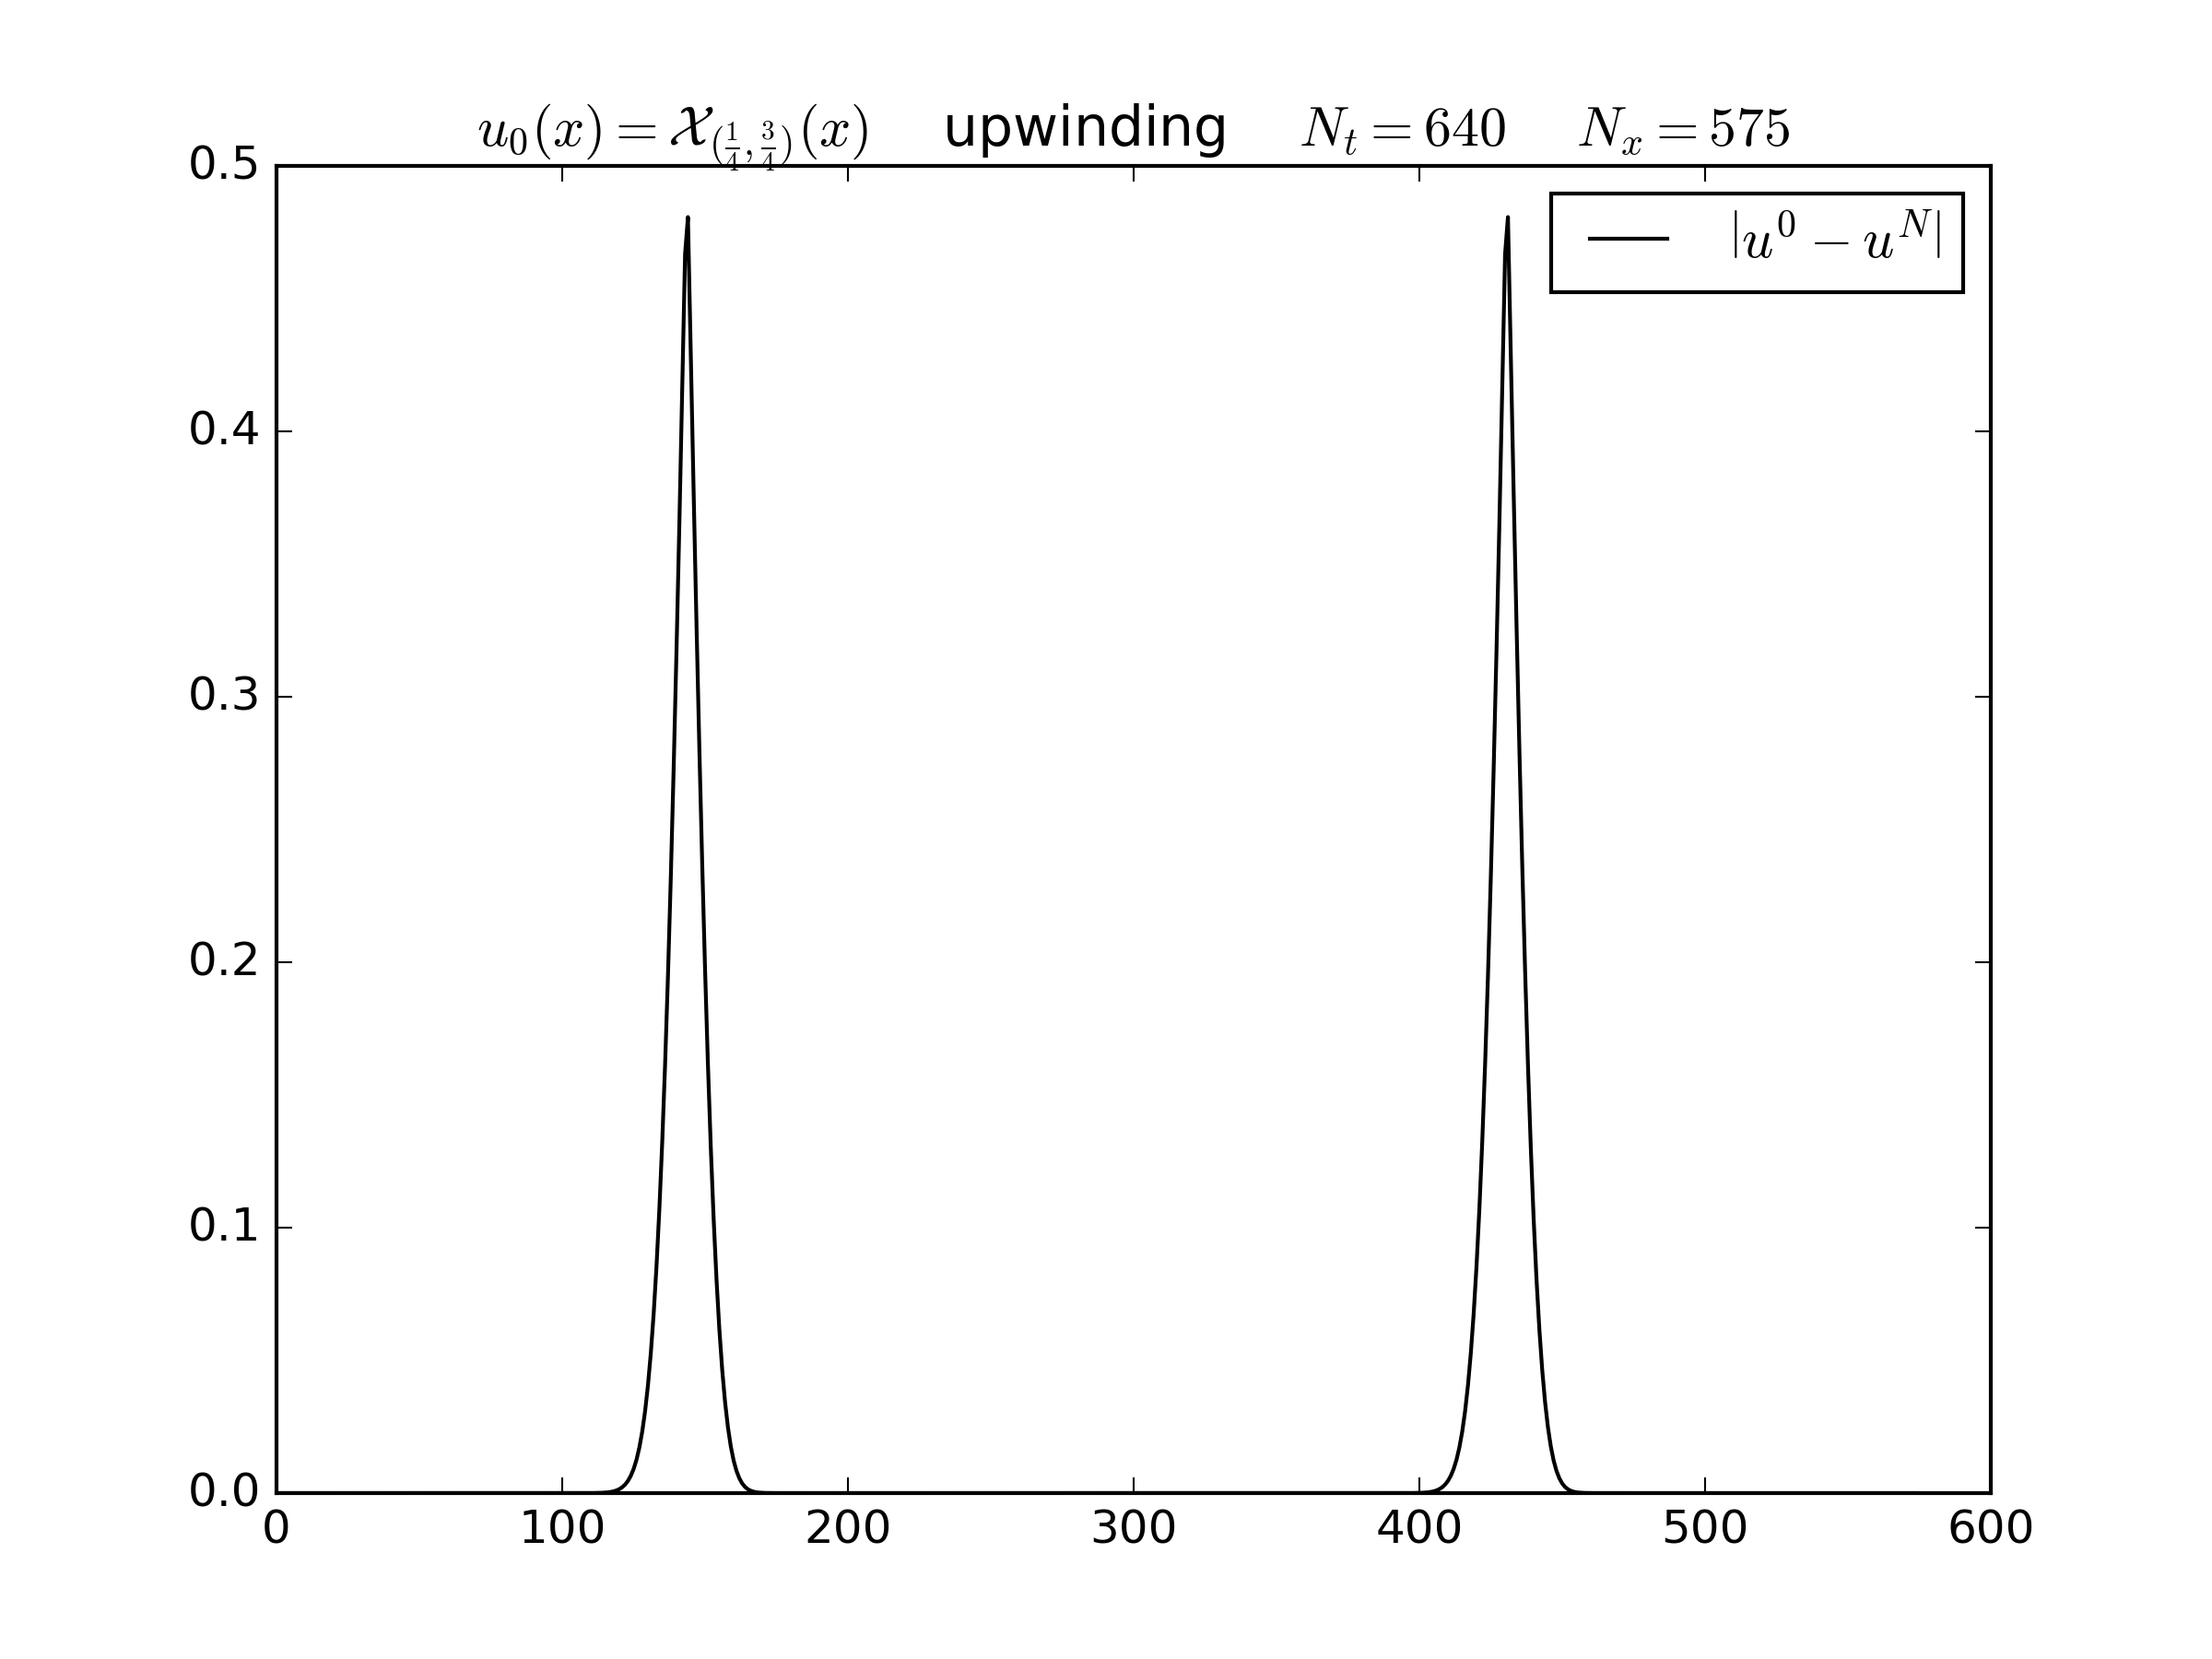 u₀(x) = 𝒳_(1/4, 3/4)(x) upwinding Nₜ = 640 Nₓ = 575
|u⁰ − uᴺ|
0.5
0.4
0.3
0.2
0.1
0.0
0 100 200 300 400 500 600